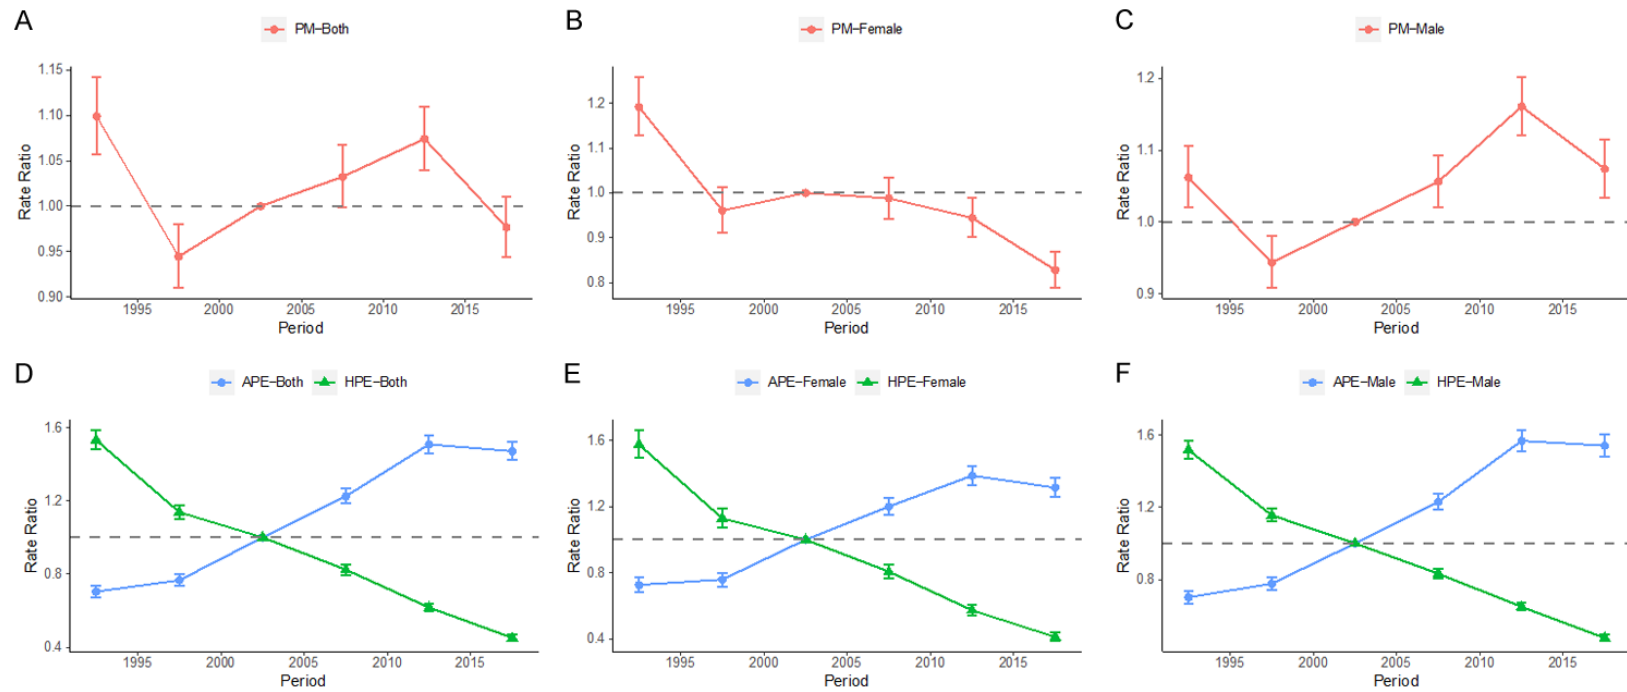 A
PM-Both
1.15
1.10
1.05
1.00
0.95
0.90
Rate Ratio
1995 2000 2005 2010 2015
Period
B
PM-Female
1.2
1.1
1.0
0.9
0.8
Rate Ratio
1995 2000 2005 2010 2015
Period
C
PM-Male
1.2
1.1
1.0
0.9
Rate Ratio
1995 2000 2005 2010 2015
Period
D
APE-Both HPE-Both
1.6
1.2
0.8
0.4
Rate Ratio
1995 2000 2005 2010 2015
Period
E
APE-Female HPE-Female
1.6
1.2
0.8
0.4
Rate Ratio
1995 2000 2005 2010 2015
Period
F
APE-Male HPE-Male
1.6
1.2
0.8
Rate Ratio
1995 2000 2005 2010 2015
Period